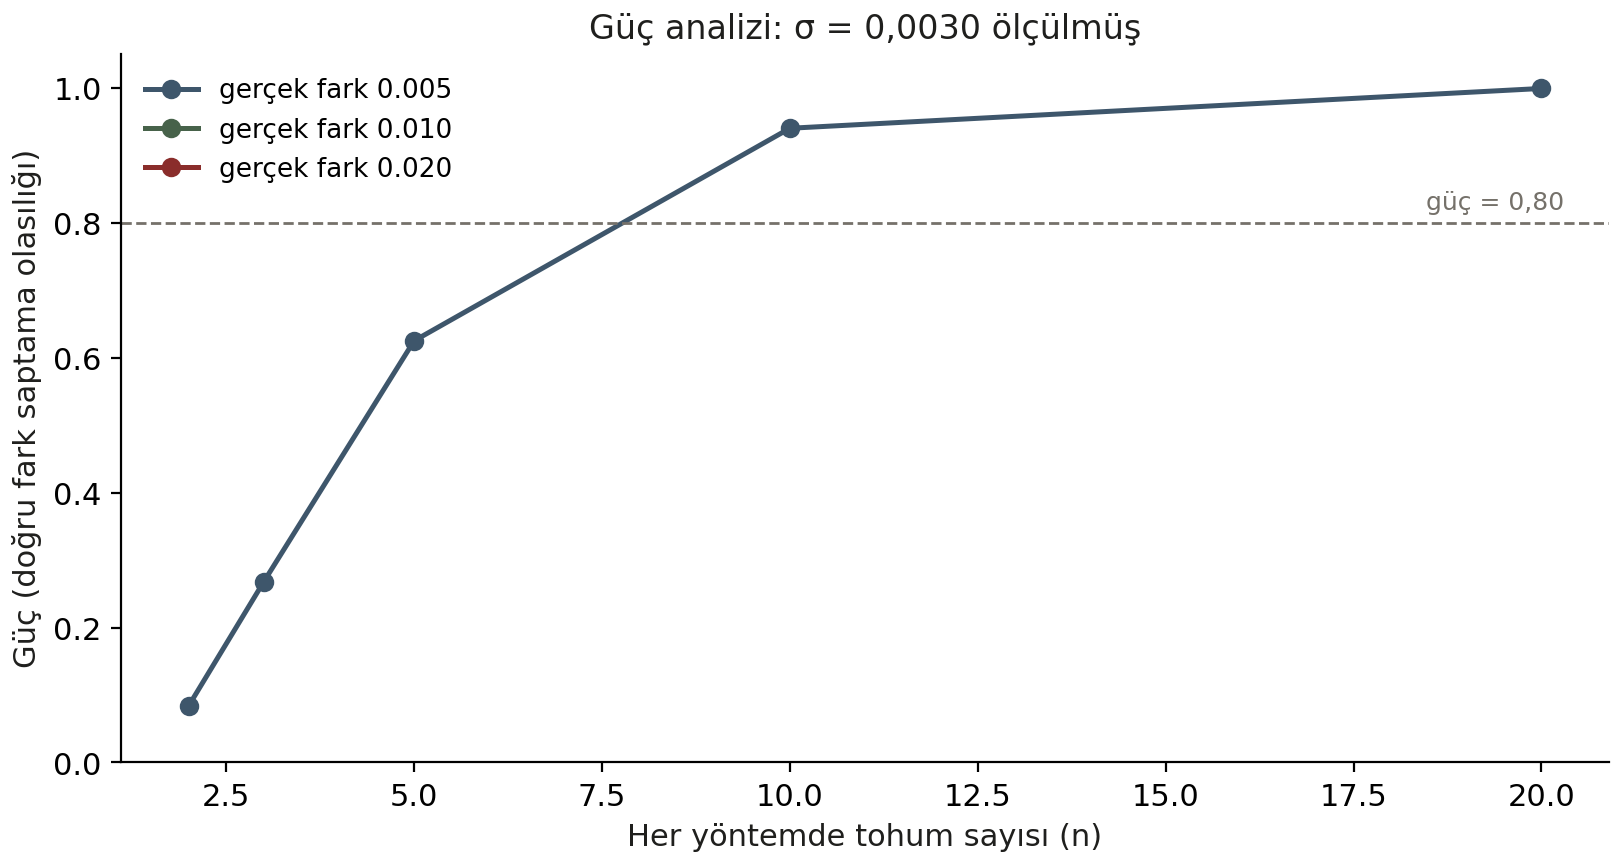 Güç analizi: σ = 0,0030 ölçülmüş
gerçek fark 0.005
gerçek fark 0.010
gerçek fark 0.020
güç = 0,80
Güç (doğru fark saptama olasılığı)
1.0
0.8
0.6
0.4
0.2
0.0
2.5 5.0 7.5 10.0 12.5 15.0 17.5 20.0
Her yöntemde tohum sayısı (n)